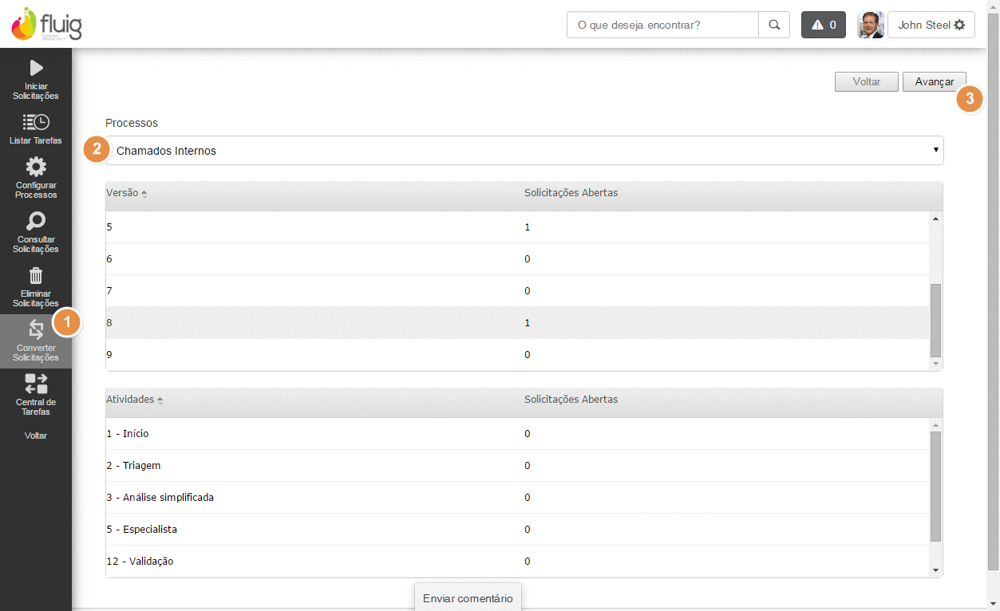 fluig
O que deseja encontrar?
0
John Steel
Iniciar
Solicitações
Listar Tarefas
Configurar
Processos
Consultar
Solicitações
Eliminar
Solicitações
1
Converter
Solicitações
Central de
Tarefas
Voltar
Voltar
Avançar
3
Processos
2
Chamados Internos
Versão Solicitações Abertas
5 1
6 0
7 0
8 1
9 0
Atividades Solicitações Abertas
1 - Início 0
2 - Triagem 0
3 - Análise simplificada 0
5 - Especialista 0
12 - Validação 0
Enviar comentário